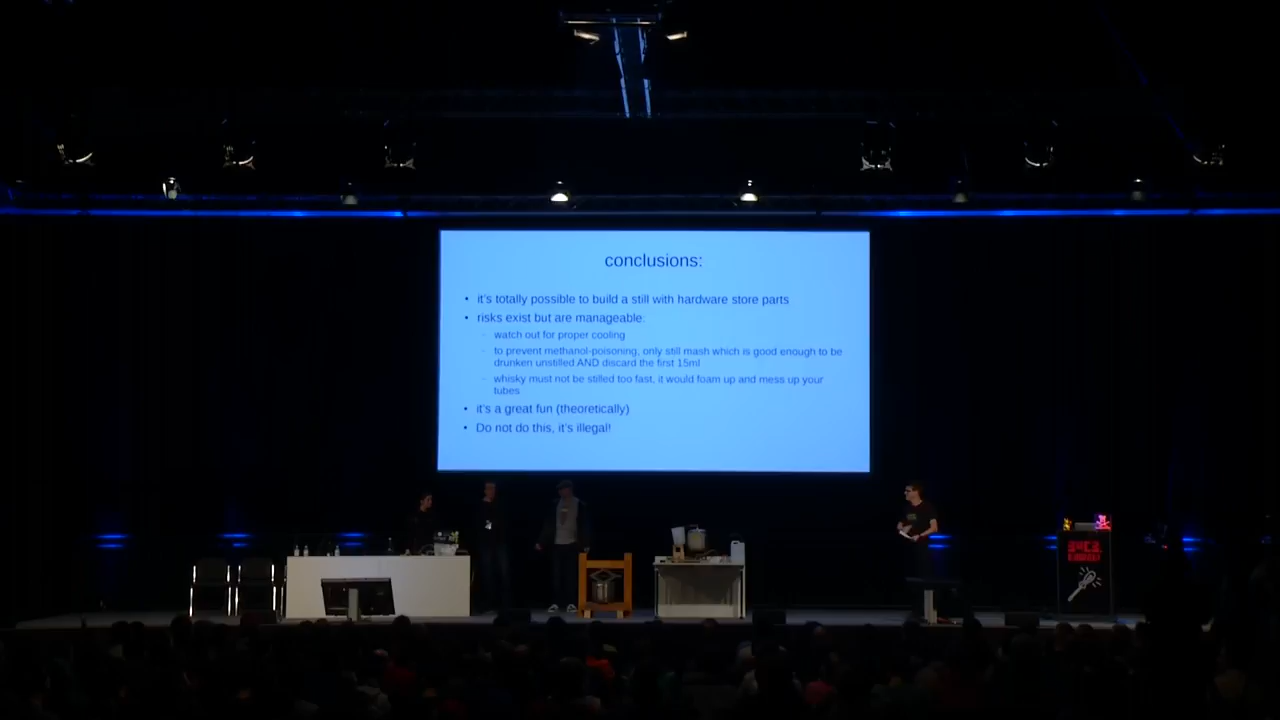 conclusions:
• it's totally possible to build a still with hardware store parts
• risks exist but are manageable:
- watch out for proper cooling
- to prevent methanol-poisoning, only still mash which is good enough to be
drunken unstilled AND discard the first 15ml
- whisky must not be stilled too fast, it would foam up and mess up your
tubes
• it's a great fun (theoretically)
• Do not do this, it's illegal!